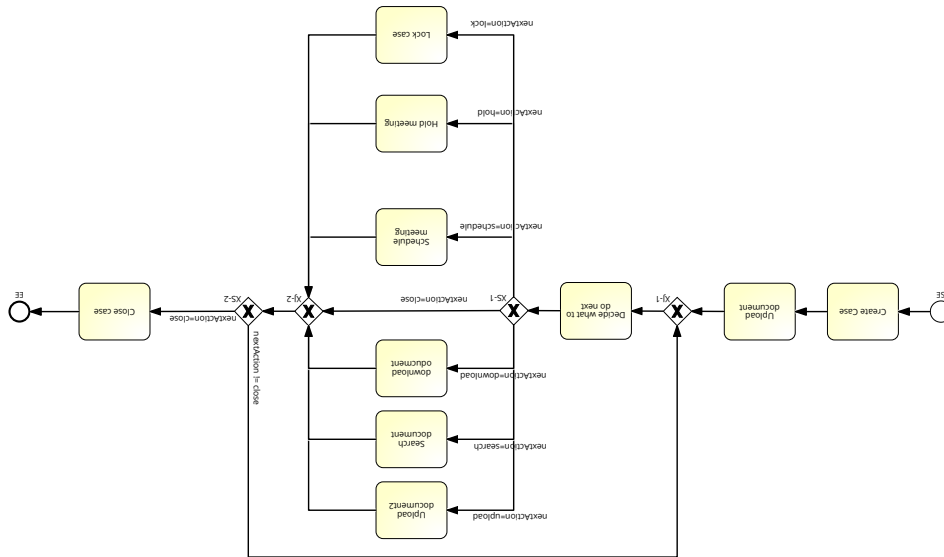 nextAction=upload
Upload
document2
nextAction=search
Search
document
nextAction=download
download
oducment
nextAction != close
SE
Create Case
Upload
document
XJ-1
Decide what to
do next
XS-1
nextAction=close
XJ-2
XS-2
nextAction=close
Close case
EE
nextAction=schedule
Schedule
meeting
nextAction=hold
Hold meeting
nextAction=lock
Lock case